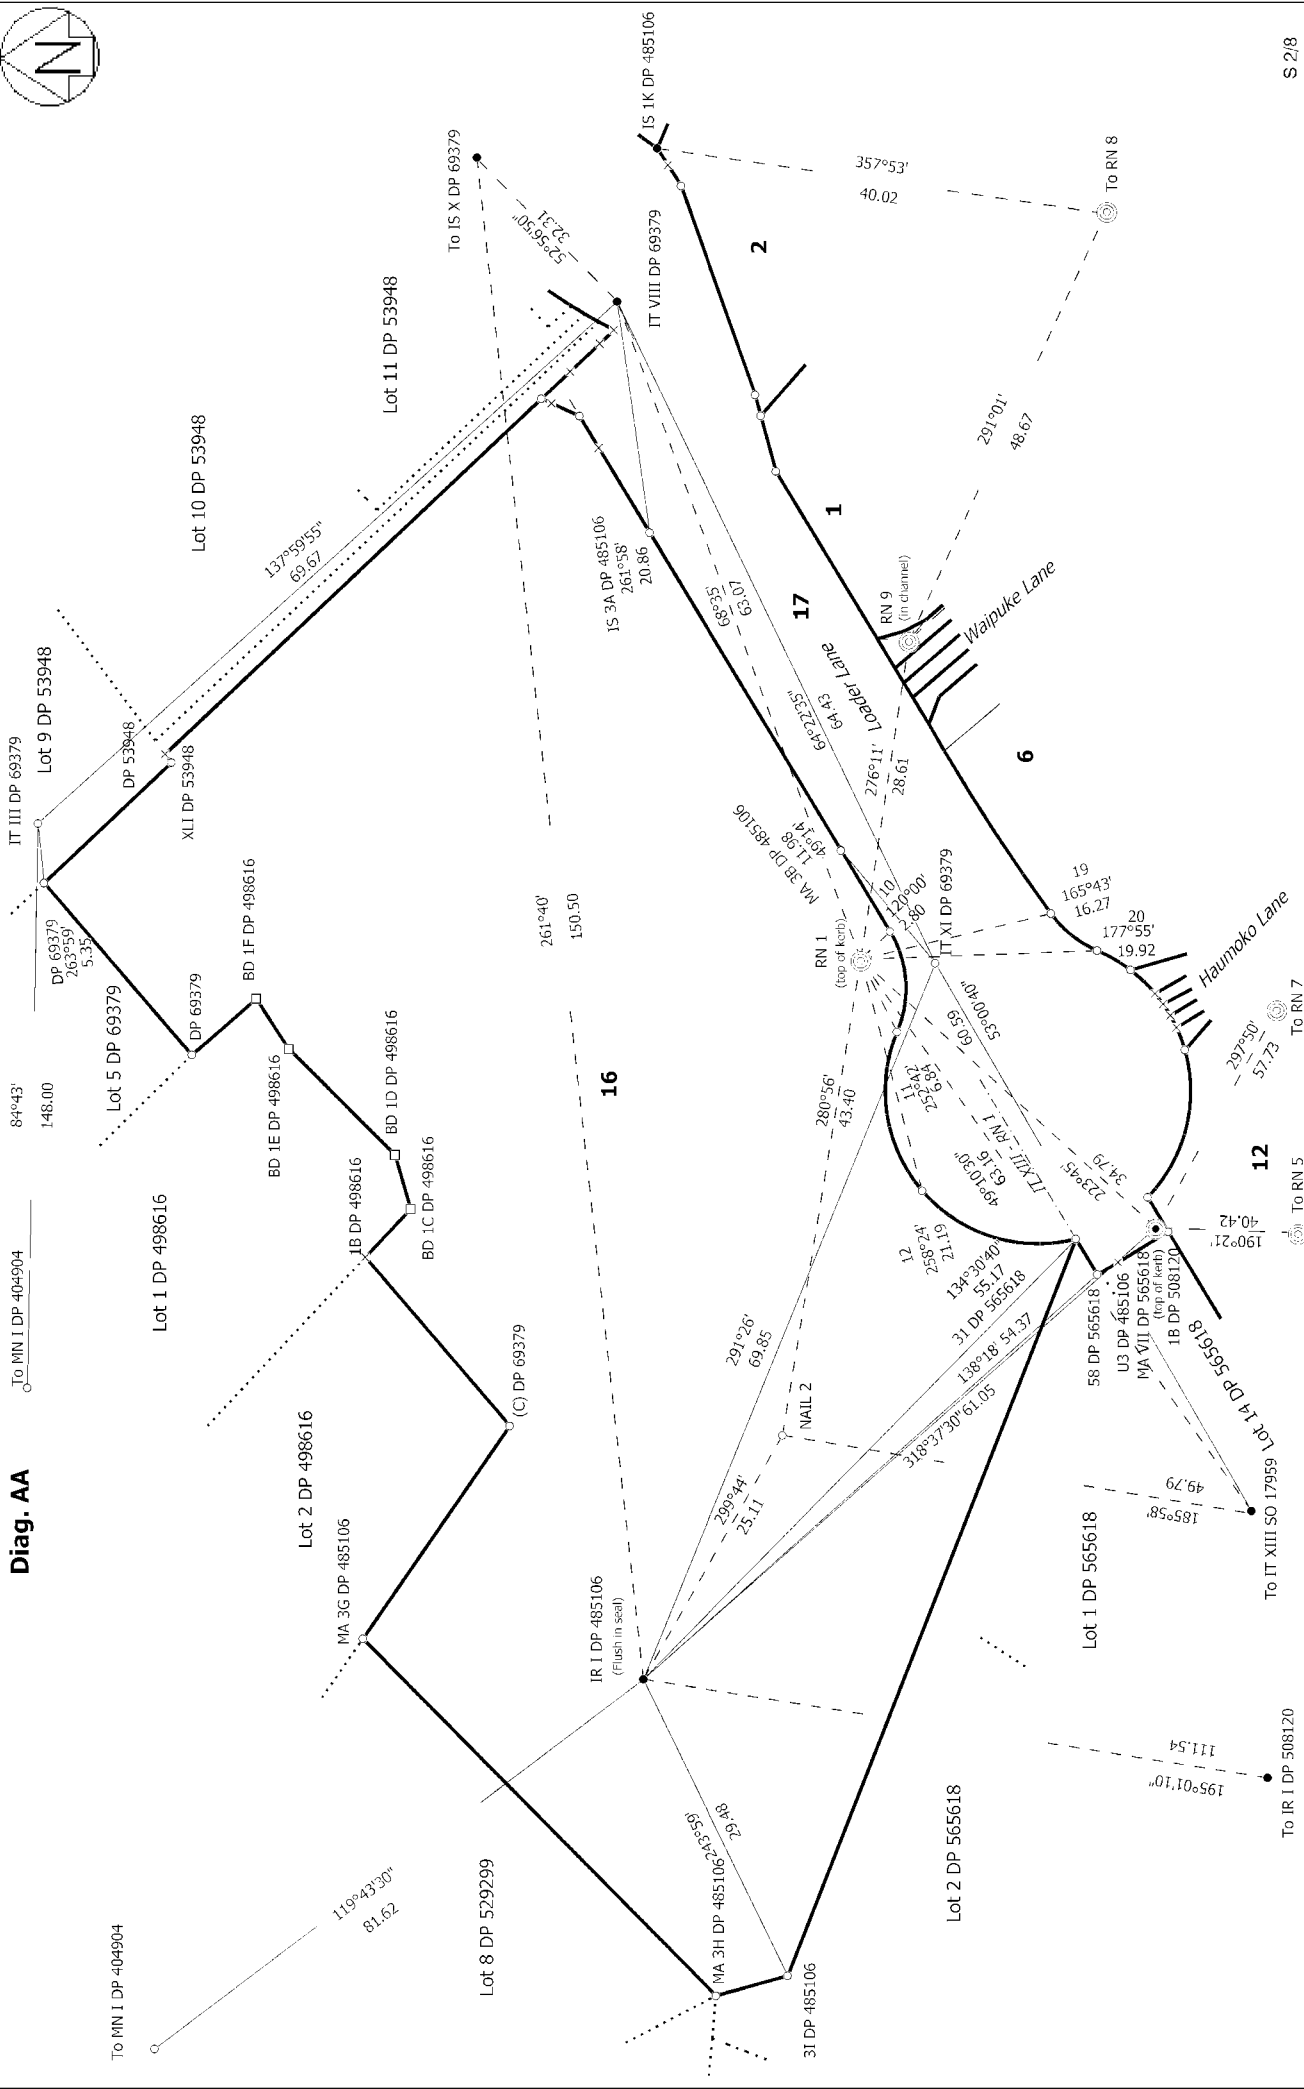 Diag. AA
N
S 2/8
To MN I DP 404904
84°43'
148.00
IT III DP 69379
Lot 9 DP 53948
DP 53948
XLI DP 53948
Lot 10 DP 53948
Lot 11 DP 53948
137°59'55"
69.67
To IS X DP 69379
52°56'50"
32.31
IT VIII DP 69379
IS 1K DP 485106
357°53'
40.02
To RN 8
2
291°01'
48.67
1
DP 69379
263°59'
5.35
Lot 5 DP 69379
DP 69379
BD 1F DP 498616
BD 1E DP 498616
BD 1D DP 498616
BD 1C DP 498616
1B DP 498616
Lot 1 DP 498616
Lot 2 DP 498616
(C) DP 69379
MA 3G DP 485106
261°40'
150.50
16
IS 3A DP 485106
261°58'
20.86
68°35'
63.07
17
64°22'35"
64.43
Loader Lane
RN 9
(in channel)
Waipuke Lane
276°11'
28.61
6
MA 3B DP 485106
49°14'
11.98
RN 1
(top of kerb)
10
120°00'
2.80
IT XI DP 69379
19
165°43'
16.27
20
177°55'
19.92
Haumoko Lane
To RN 7
297°50'
57.73
53°00'40"
60.59
11
252°42'
6.84
IT XIII - RN 1
49°10'30"
63.16
223°45'
34.79
280°56'
43.40
12
258°24'
21.19
12
To RN 5
190°21'
40.42
134°30'40"
55.17
31 DP 565618
138°18' 54.37
318°37'30" 61.05
58 DP 565618
U3 DP 485106
MA VII DP 565618
(top of kerb)
1B DP 508120
Lot 14 DP 565618
291°26'
69.85
NAIL 2
299°44'
25.11
IR I DP 485106
(Flush in seal)
To IT XIII SO 17959
185°58'
49.79
Lot 1 DP 565618
To IR I DP 508120
195°01'10"
111.54
Lot 2 DP 565618
243°59'
29.48
MA 3H DP 485106
3I DP 485106
Lot 8 DP 529299
119°43'30"
81.62
To MN I DP 404904